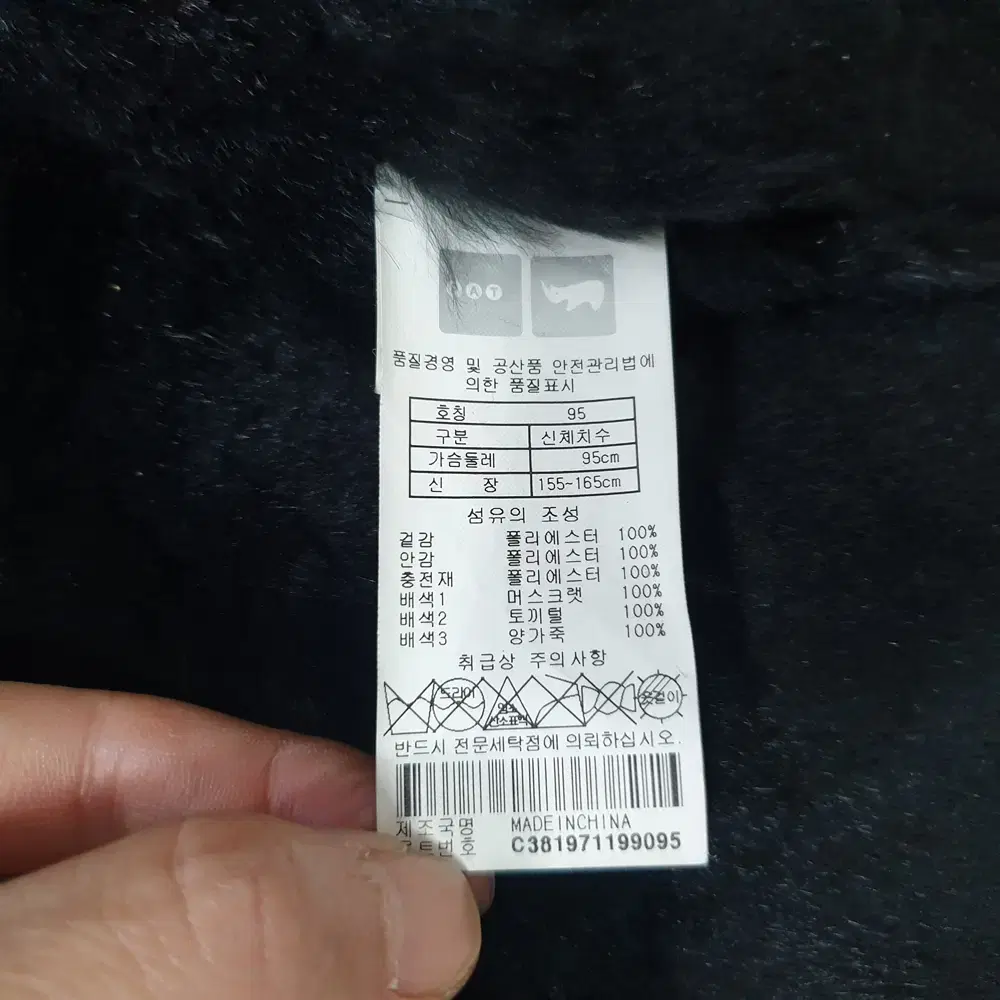 AT
품질경영 및 공산품 안전관리법에
의한 품질표시
호칭 95
구분 신체치수
가슴둘레 95cm
신 장 155~165cm
섬유의 조성
겉감 폴리에스터 100%
안감 폴리에스터 100%
충전재 폴리에스터 100%
배색1 머스크랫 100%
배색2 토끼털 100%
배색3 양가죽 100%
취급상 주의사항
드라이
옷걸이
반드시 전문세탁점에 의뢰하십시오.
제조국명 MADEINCHINA
번호 C381971199095